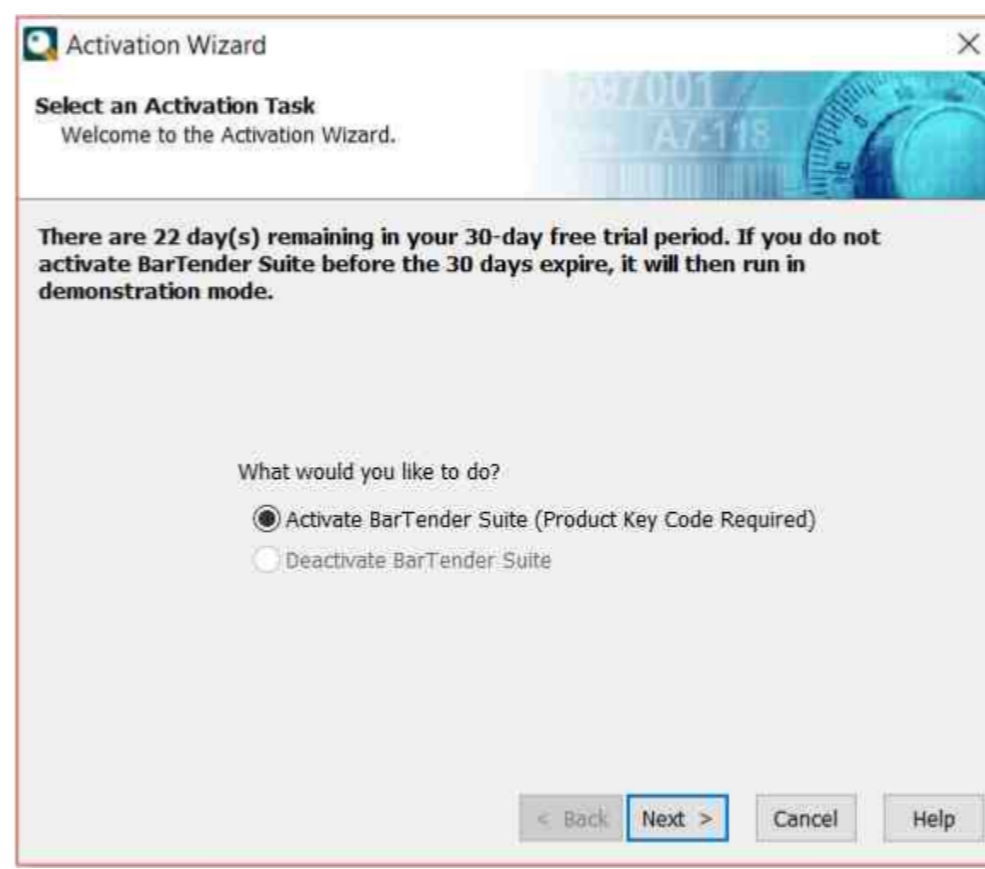 Activation Wizard
Select an Activation Task
Welcome to the Activation Wizard.
597001
A7-118
There are 22 day(s) remaining in your 30-day free trial period. If you do not
activate BarTender Suite before the 30 days expire, it will then run in
demonstration mode.
What would you like to do?
Activate BarTender Suite (Product Key Code Required)
Deactivate BarTender Suite
< Back Next > Cancel Help